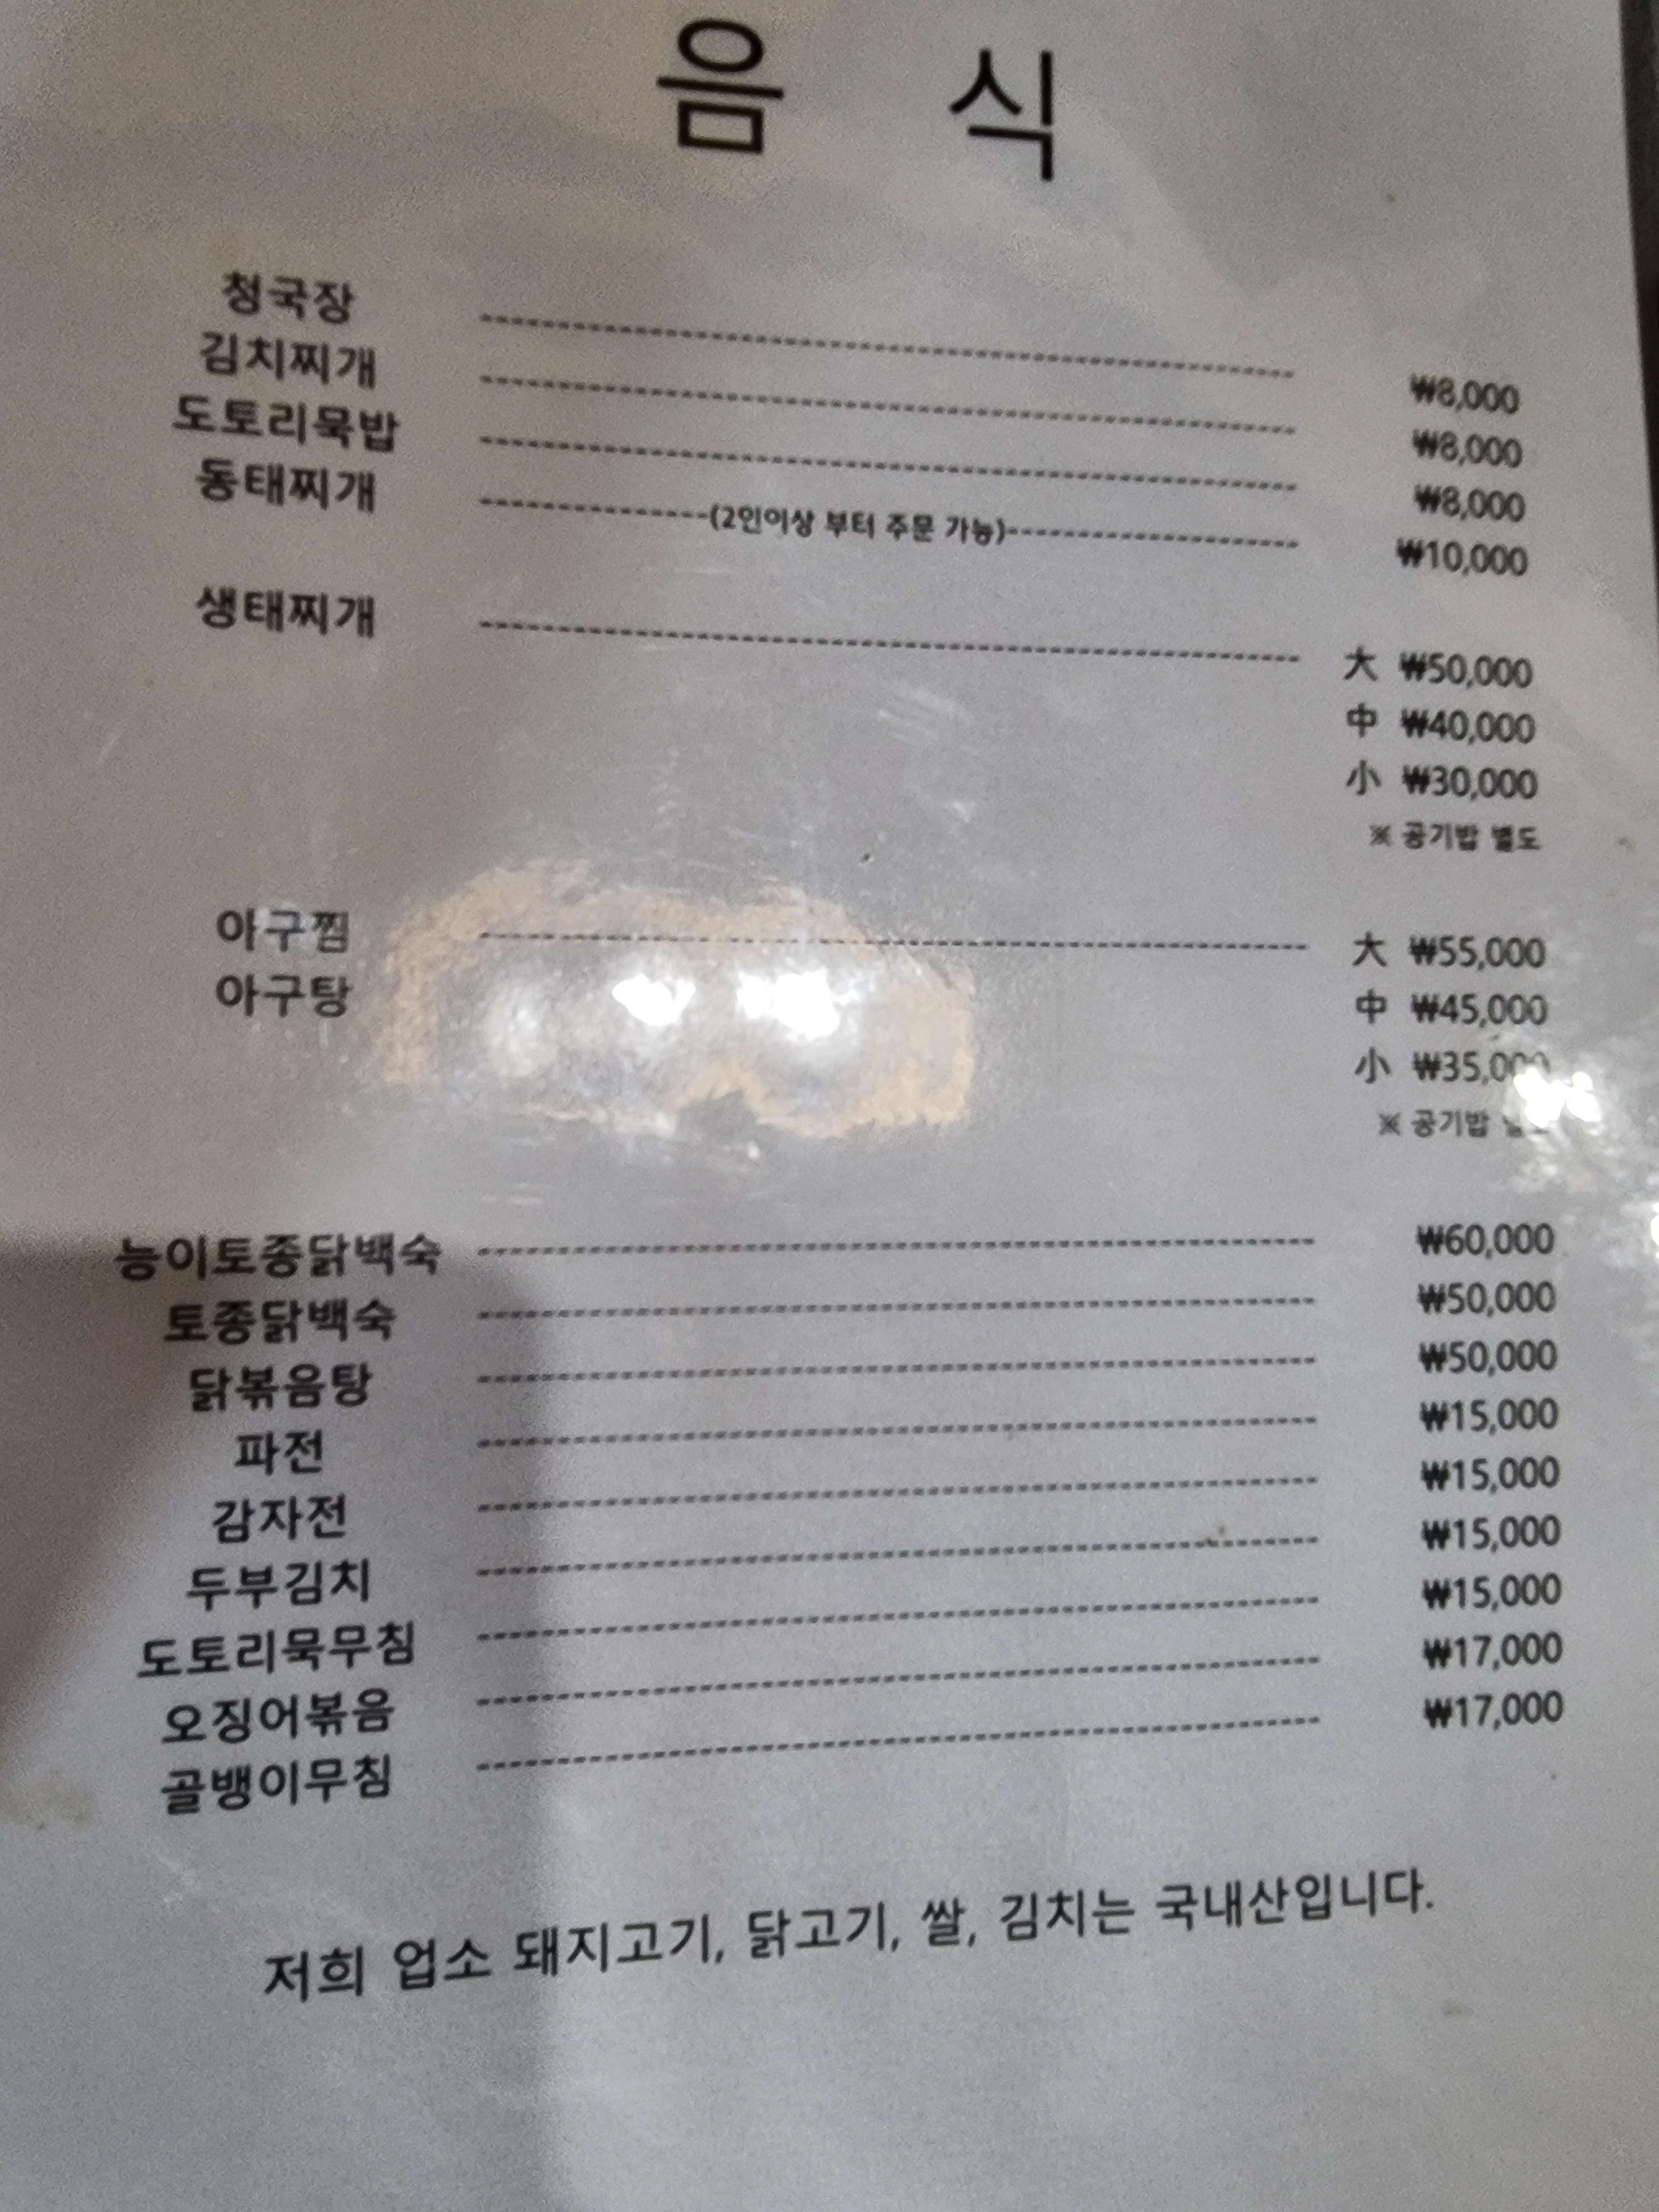 음 식
청국장 ₩8,000
김치찌개 ₩8,000
도토리묵밥 ₩8,000
동태찌개 (2인이상 부터 주문 가능) ₩10,000
생태찌개 大 ₩50,000
中 ₩40,000
小 ₩30,000
※ 공기밥 별도
아구찜 大 ₩55,000
아구탕 中 ₩45,000
小 ₩35,000
※ 공기밥
능이토종닭백숙 ₩60,000
토종닭백숙 ₩50,000
닭볶음탕 ₩50,000
파전 ₩15,000
감자전 ₩15,000
두부김치 ₩15,000
도토리묵무침 ₩15,000
오징어볶음 ₩17,000
골뱅이무침 ₩17,000
저희 업소 돼지고기, 닭고기, 쌀, 김치는 국내산입니다.